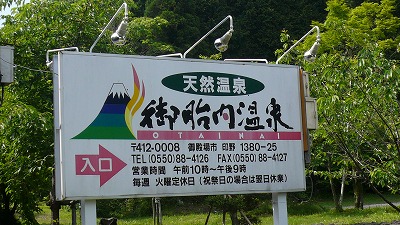 天然温泉
御胎内温泉
OTAINAI
〒412-0008 御殿場市 印野 1380-25
TEL(0550)88-4126 FAX(0550)88-4127
入口
営業時間 午前10時〜午後9時
毎週 火曜定休日(祝祭日の場合は翌日休業)